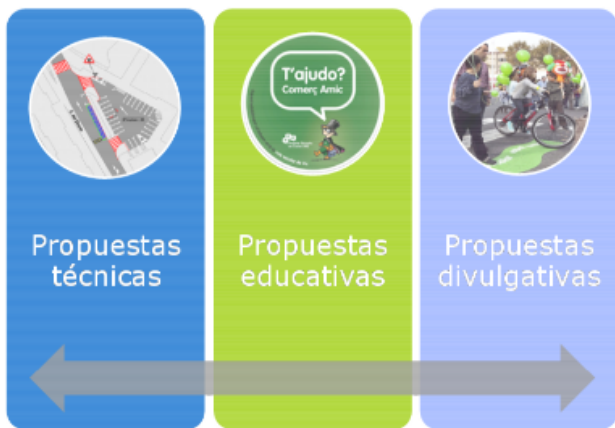 T'ajudo?
Comerç Amic
Propuestas
técnicas
Propuestas
educativas
Propuestas
divulgativas